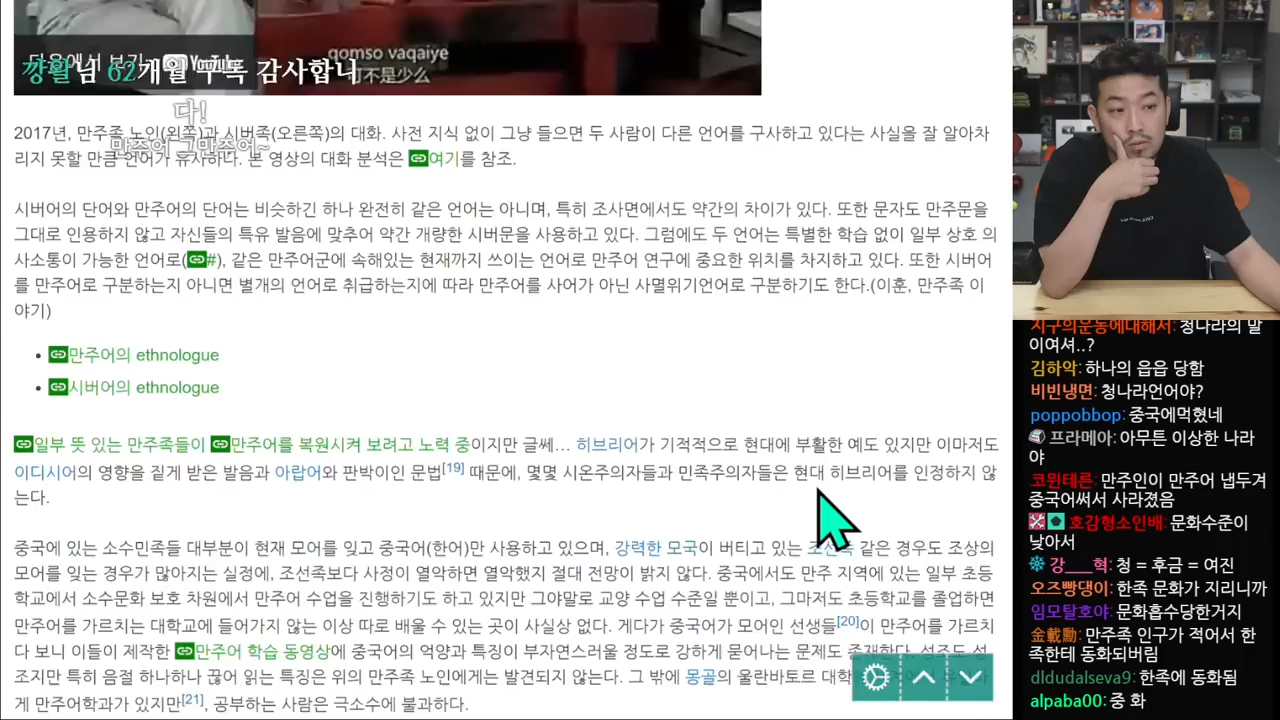 qomso vaqaiye
可不是少么
다음에서 보기 YouTube
깡월님 62개월 구독 감사합니
다!
만주어 그만주어~
2017년, 만주족 노인(왼쪽)과 시버족(오른쪽)의 대화. 사전 지식 없이 그냥 들으면 두 사람이 다른 언어를 구사하고 있다는 사실을 잘 알아차
리지 못할 만큼 언어가 유사하다. 본 영상의 대화 분석은 여기를 참조.
시버어의 단어와 만주어의 단어는 비슷하긴 하나 완전히 같은 언어는 아니며, 특히 조사면에서도 약간의 차이가 있다. 또한 문자도 만주문을
그대로 인용하지 않고 자신들의 특유 발음에 맞추어 약간 개량한 시버문을 사용하고 있다. 그럼에도 두 언어는 특별한 학습 없이 일부 상호 의
사소통이 가능한 언어로(#), 같은 만주어군에 속해있는 현재까지 쓰이는 언어로 만주어 연구에 중요한 위치를 차지하고 있다. 또한 시버어
를 만주어로 구분하는지 아니면 별개의 언어로 취급하는지에 따라 만주어를 사어가 아닌 사멸위기언어로 구분하기도 한다.(이훈, 만주족 이
야기)
• 만주어의 ethnologue
• 시버어의 ethnologue
일부 뜻 있는 만주족들이 만주어를 복원시켜 보려고 노력 중이지만 글쎄... 히브리어가 기적적으로 현대에 부활한 예도 있지만 이마저도
이디시어의 영향을 짙게 받은 발음과 아랍어와 판박이인 문법[19] 때문에, 몇몇 시온주의자들과 민족주의자들은 현대 히브리어를 인정하지 않
는다.
중국에 있는 소수민족들 대부분이 현재 모어를 잊고 중국어(한어)만 사용하고 있으며, 강력한 모국이 버티고 있는 조선족 같은 경우도 조상의
모어를 잊는 경우가 많아지는 실정에, 조선족보다 사정이 열악하면 열악했지 절대 전망이 밝지 않다. 중국에서도 만주 지역에 있는 일부 초등
학교에서 소수문화 보호 차원에서 만주어 수업을 진행하기도 하고 있지만 그야말로 교양 수업 수준일 뿐이고, 그마저도 초등학교를 졸업하면
만주어를 가르치는 대학교에 들어가지 않는 이상 따로 배울 수 있는 곳이 사실상 없다. 게다가 중국어가 모어인 선생들[20]이 만주어를 가르치
다 보니 이들이 제작한 만주어 학습 동영상에 중국어의 억양과 특징이 부자연스러울 정도로 강하게 묻어나는 문제도 존재한다. 성조도 성
조지만 특히 음절 하나하나 끊어 읽는 특징은 위의 만주족 노인에게는 발견되지 않는다. 그 밖에 몽골의 울란바토르 대학
게 만주어학과가 있지만[21], 공부하는 사람은 극소수에 불과하다.
지구의운동에대해서: 청나라의 말
이여셔..?
김하악: 하나의 읍읍 당함
비빈냉면: 청나라언어야?
poppobbop: 중국에먹혔네
프라메아: 아무튼 이상한 나라
야
코뮌테른: 만주인이 만주어 냅두겨
중국어써서 사라졌음
호감형소인배: 문화수준이
낮아서
강___혁: 청 = 후금 = 여진
오즈빵댕이: 한족 문화가 지리니까
임모탈호야: 문화흡수당한거지
金載勳: 만주족 인구가 적어서 한
족한테 동화되버림
dldudalseva9: 한족에 동화됨
alpaba00: 중 화